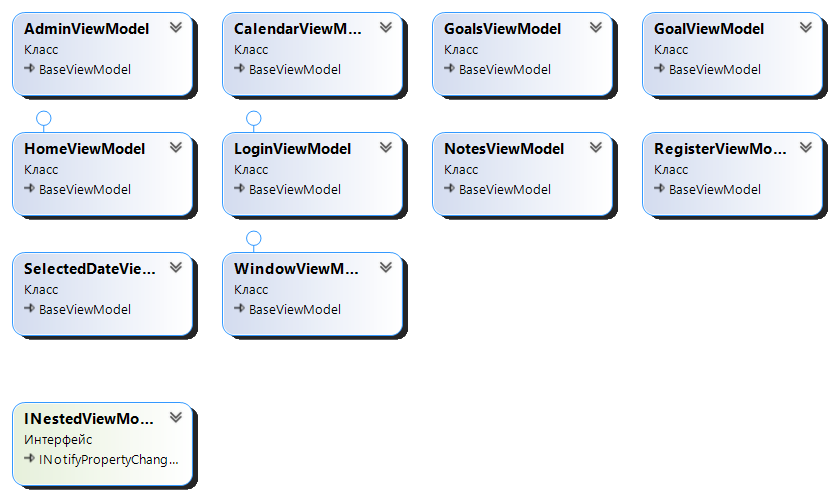 AdminViewModel
Класс
BaseViewModel
CalendarViewM...
Класс
BaseViewModel
GoalsViewModel
Класс
BaseViewModel
GoalViewModel
Класс
BaseViewModel
HomeViewModel
Класс
BaseViewModel
LoginViewModel
Класс
BaseViewModel
NotesViewModel
Класс
BaseViewModel
RegisterViewMo...
Класс
BaseViewModel
SelectedDateVie...
Класс
BaseViewModel
WindowViewM...
Класс
BaseViewModel
INestedViewMo...
Интерфейс
INotifyPropertyChang...